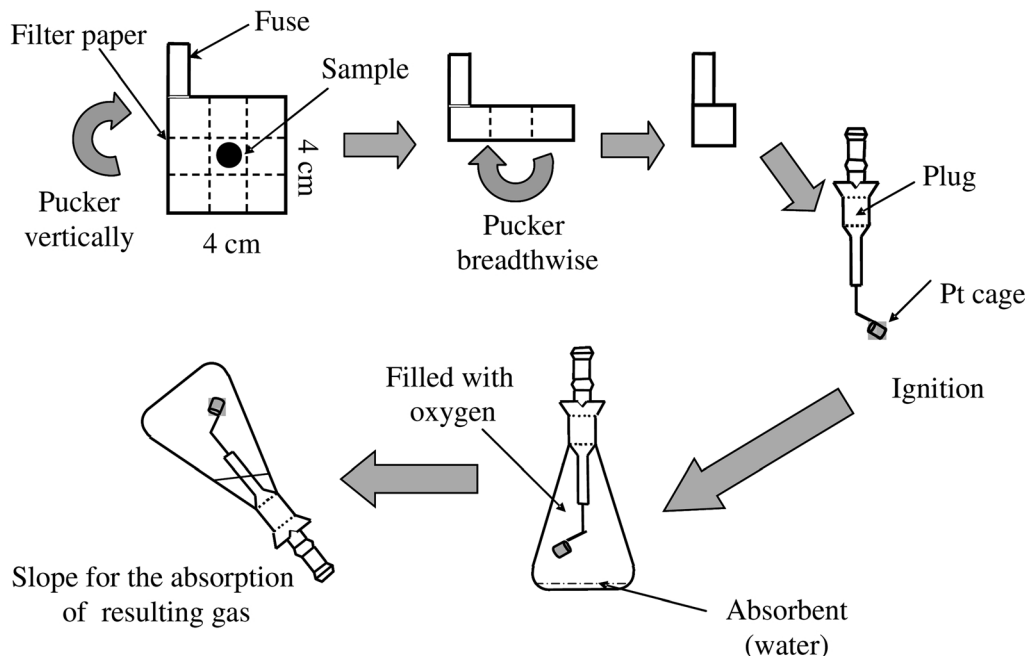 Filter paper
Fuse
Sample
Pucker
vertically
4 cm
4 cm
Pucker
breadthwise
Plug
Pt cage
Ignition
Filled with
oxygen
Absorbent
(water)
Slope for the absorption
of resulting gas